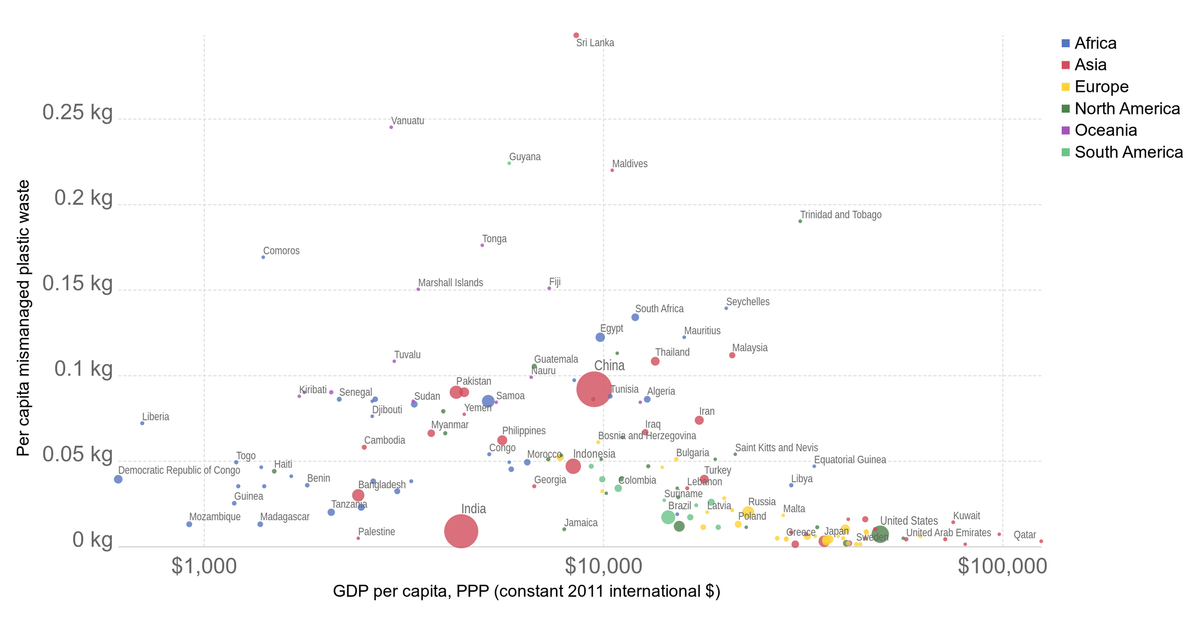 Sri Lanka
Africa
Asia
Europe
North America
Oceania
South America
0.25 kg
Vanuatu
Guyana
Maldives
0.2 kg
Trinidad and Tobago
Tonga
Comoros
0.15 kg
Marshall Islands
Fiji
Seychelles
South Africa
Egypt
Mauritius
Tuvalu
Guatemala
Thailand
Malaysia
0.1 kg
Nauru
China
Kiribati
Senegal
Sudan
Pakistan
Samoa
Tunisia
Algeria
Liberia
Djibouti
Yemen
Iran
Myanmar
Philippines
Iraq
Cambodia
Bosnia and Herzegovina
0.05 kg
Togo
Congo
Morocco
Indonesia
Bulgaria
Saint Kitts and Nevis
Equatorial Guinea
Democratic Republic of Congo
Haiti
Benin
Bangladesh
Georgia
Colombia
Lebanon
Turkey
Libya
Guinea
Tanzania
Suriname
Brazil
Latvia
Russia
Malta
Mozambique
Madagascar
Palestine
India
Jamaica
Poland
Greece
Japan
Sweden
United States
United Arab Emirates
Kuwait
Qatar
0 kg
$1,000
$10,000
$100,000
GDP per capita, PPP (constant 2011 international $)
Per capita mismanaged plastic waste